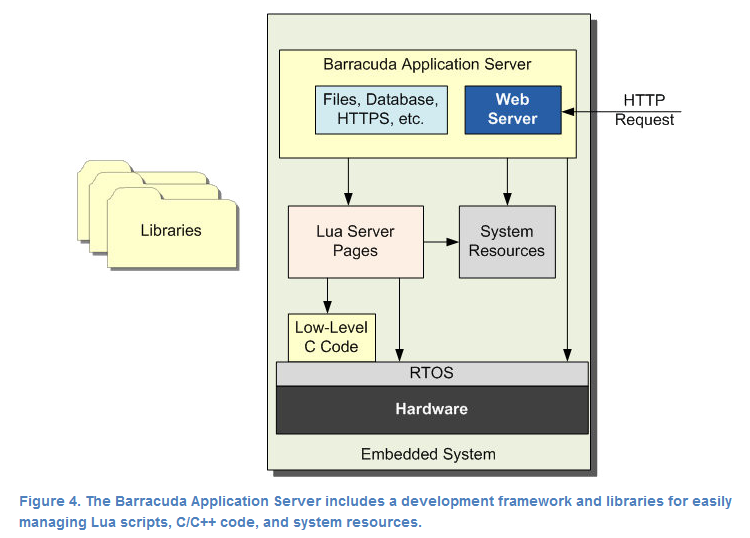 Barracuda Application Server
Files, Database,
HTTPS, etc.
Web
Server
HTTP
Request
Libraries
Lua Server
Pages
System
Resources
Low-Level
C Code
RTOS
Hardware
Embedded System
Figure 4. The Barracuda Application Server includes a development framework and libraries for easily
managing Lua scripts, C/C++ code, and system resources.